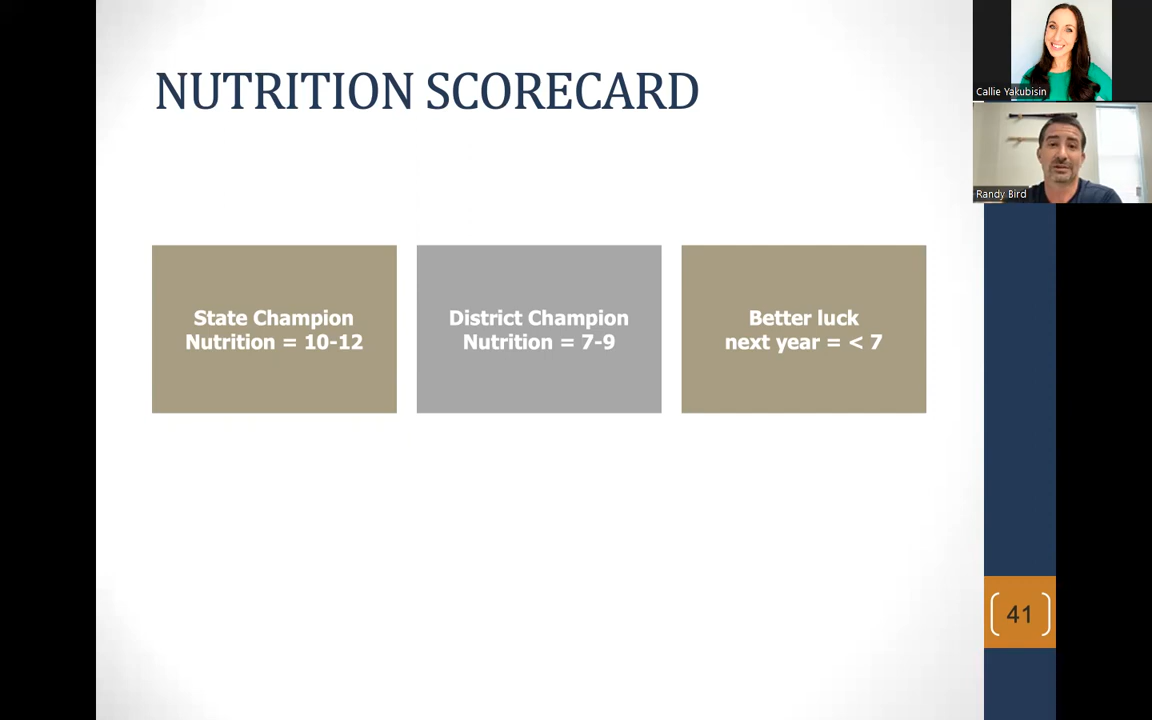 NUTRITION SCORECARD
State Champion
Nutrition = 10-12
District Champion
Nutrition = 7-9
Better luck
next year = < 7
41
Callie Yakubisin
Randy Bird